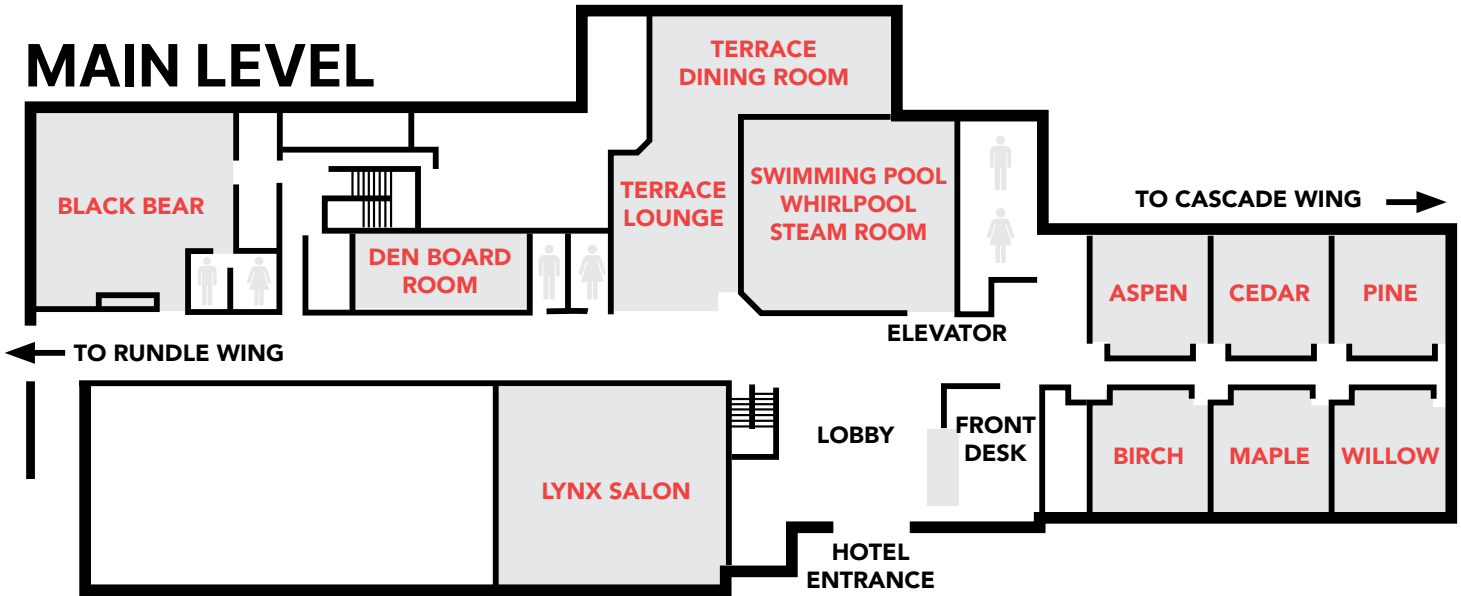 MAIN LEVEL
TERRACE
DINING ROOM
BLACK BEAR
TERRACE
LOUNGE
SWIMMING POOL
WHIRLPOOL
STEAM ROOM
TO CASCADE WING
DEN BOARD
ROOM
ASPEN
CEDAR
PINE
ELEVATOR
TO RUNDLE WING
LOBBY
FRONT
DESK
BIRCH
MAPLE
WILLOW
LYNX SALON
HOTEL
ENTRANCE